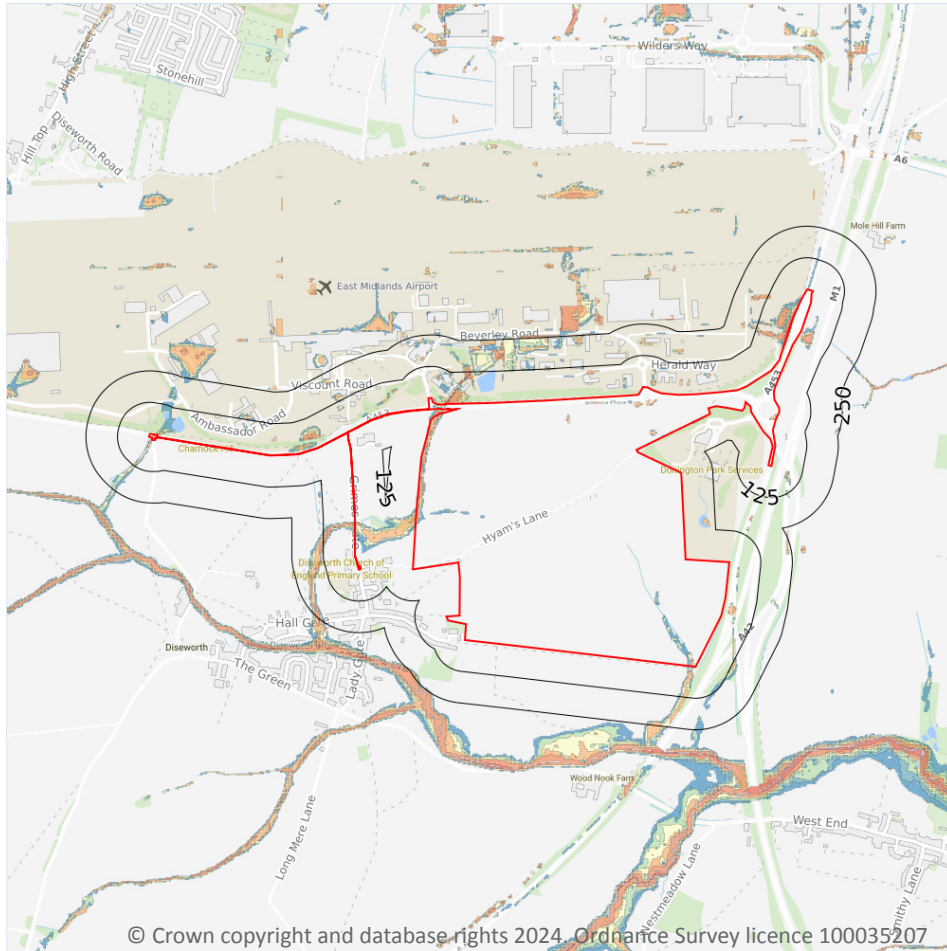 Wilders Way
High Street
Stonehill
Hill Top
Diseworth Road
A6
Mole Hill Farm
East Midlands Airport
M1
Beverley Road
Herald Way
Viscount Road
A453
A453
Ambassador Road
250
Charnock Hill
125
Donington Park Services
125
Hyam's Lane
Diseworth Church of
England Primary School
Hall Gate
A42
Diseworth
The Green
Lady Gate
Wood Nook Farm
West End
Long Mere Lane
Westmeadow Lane
© Crown copyright and database rights 2024. Ordnance Survey licence 100035207